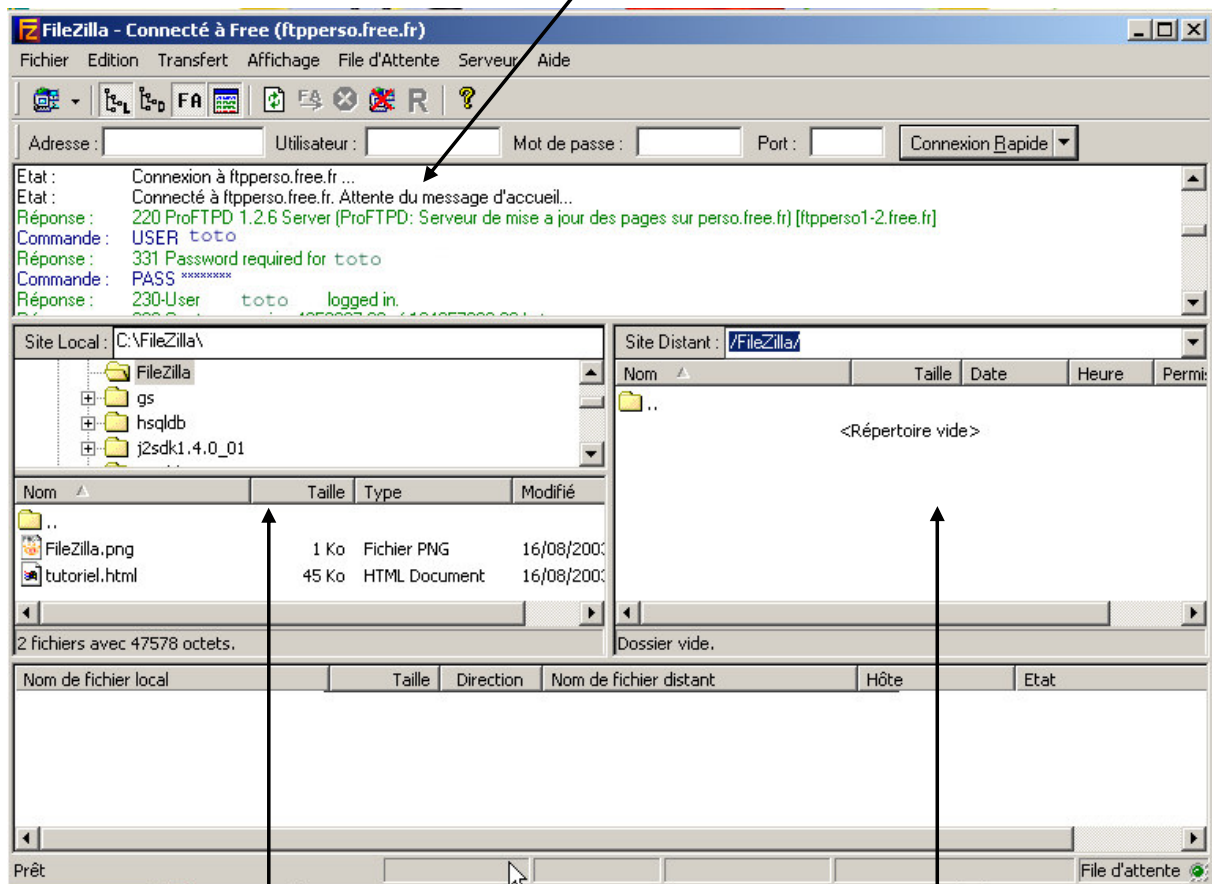 FileZilla - Connecté à Free (ftpperso.free.fr)
Fichier Edition Transfert Affichage File d'Attente Serveur Aide
FA FA R ?
Adresse : Utilisateur : Mot de passe : Port : Connexion Rapide
Etat : Connexion à ftpperso.free.fr ...
Etat : Connecté à ftpperso.free.fr. Attente du message d'accueil...
Réponse : 220 ProFTPD 1.2.6 Server (ProFTPD: Serveur de mise a jour des pages sur perso.free.fr) [ftpperso1-2.free.fr]
Commande : USER toto
Réponse : 331 Password required for toto
Commande : PASS ********
Réponse : 230-User toto logged in.
Site Local : C:\FileZilla\
Site Distant : /FileZilla/
FileZilla
gs
hsqldb
j2sdk1.4.0_01
Nom Taille Type Modifié
..
FileZilla.png 1 Ko Fichier PNG 16/08/2003
tutoriel.html 45 Ko HTML Document 16/08/2003
2 fichiers avec 47578 octets.
Nom Taille Date Heure Permis
..
<Répertoire vide>
Dossier vide.
Nom de fichier local Taille Direction Nom de fichier distant Hôte Etat
Prêt File d'attente